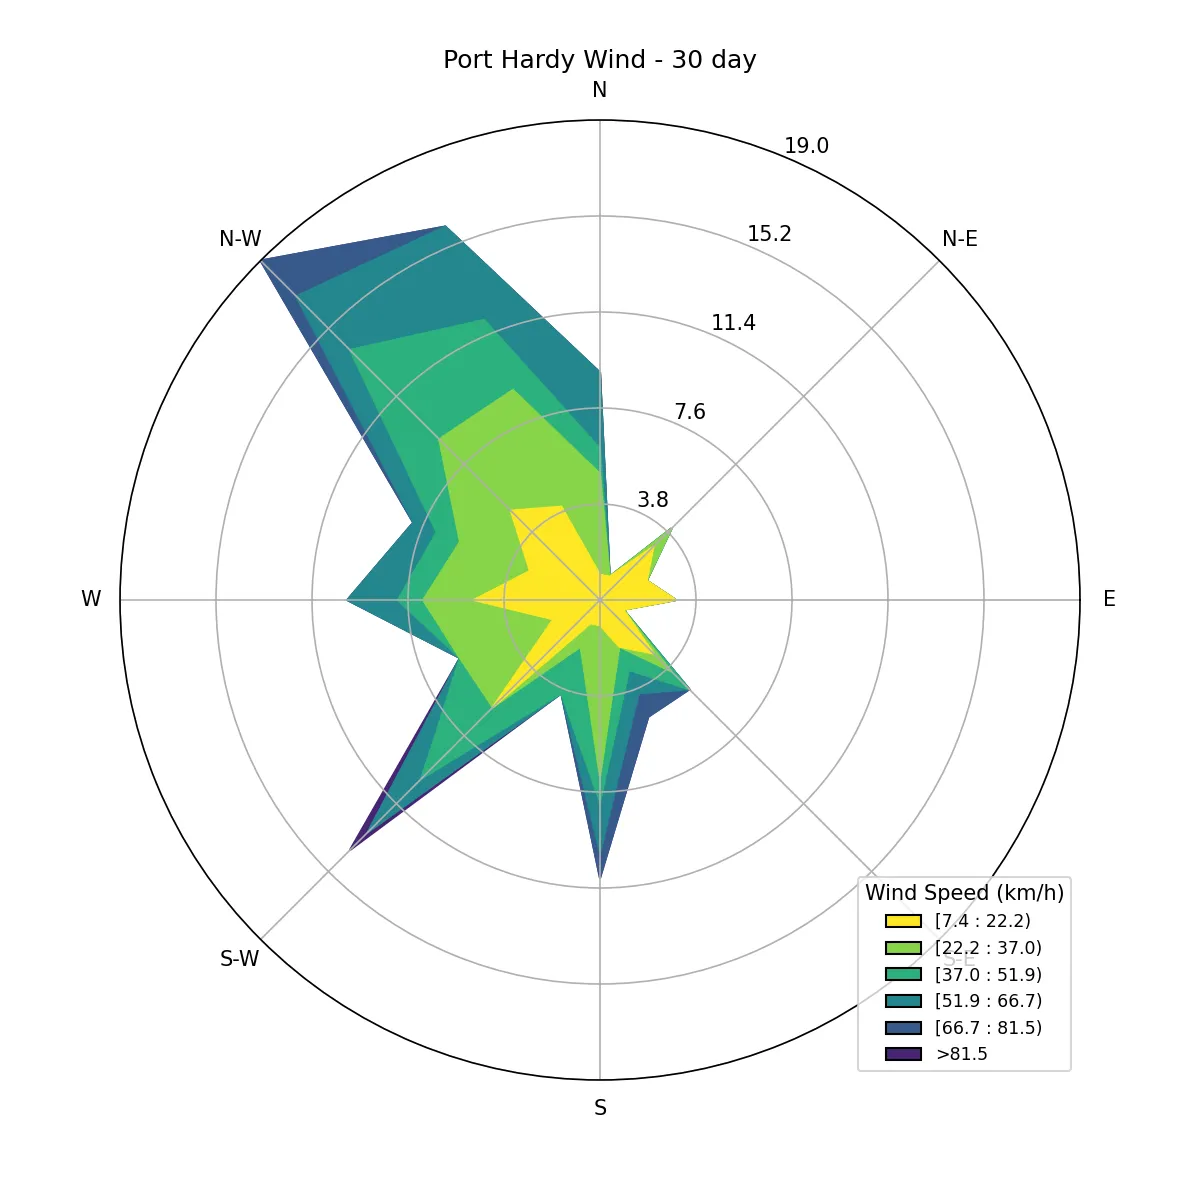 Port Hardy Wind - 30 day
N
19.0
15.2
N-W
N-E
11.4
7.6
3.8
W
E
Wind Speed (km/h)
[7.4 : 22.2)
[22.2 : 37.0)
S-W
S-E
[37.0 : 51.9)
[51.9 : 66.7)
[66.7 : 81.5)
>81.5
S